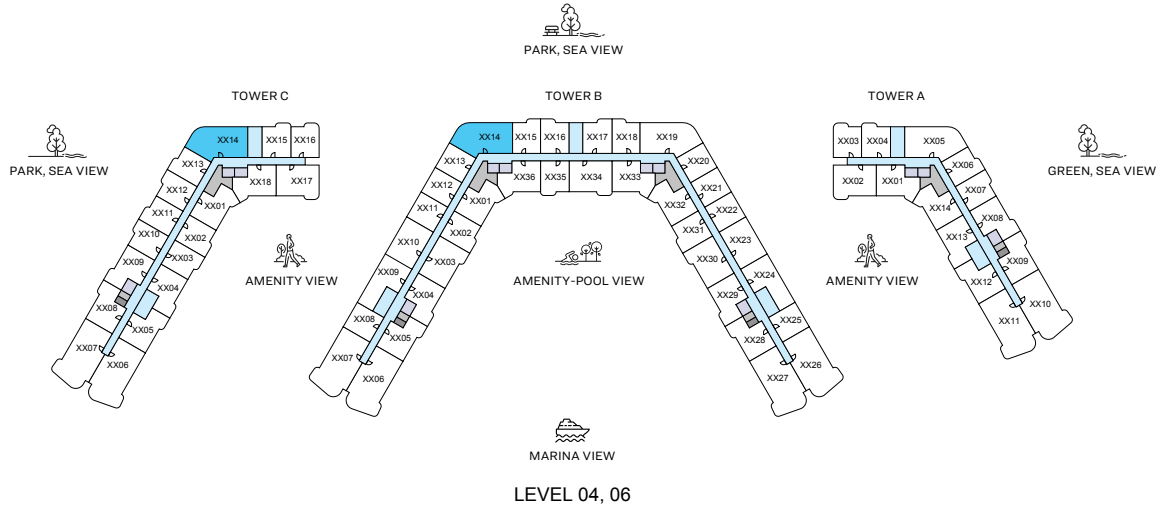 PARK, SEA VIEW
TOWER C
TOWER B
TOWER A
XX14
XX15
XX16
XX14
XX15
XX16
XX17
XX18
XX19
XX03
XX04
XX05
PARK, SEA VIEW
GREEN, SEA VIEW
XX13
XX18
XX17
XX13
XX36
XX35
XX34
XX33
XX20
XX02
XX01
XX06
XX12
XX01
XX12
XX01
XX32
XX21
XX14
XX07
XX11
XX02
XX11
XX02
XX31
XX22
XX13
XX08
XX10
XX03
XX10
XX03
XX30
XX23
XX12
XX09
XX09
XX04
XX09
XX04
XX29
XX24
XX11
XX10
XX08
XX05
XX08
XX05
XX28
XX25
XX07
XX06
XX07
XX06
XX27
XX26
AMENITY VIEW
AMENITY-POOL VIEW
AMENITY VIEW
MARINA VIEW
LEVEL 04, 06